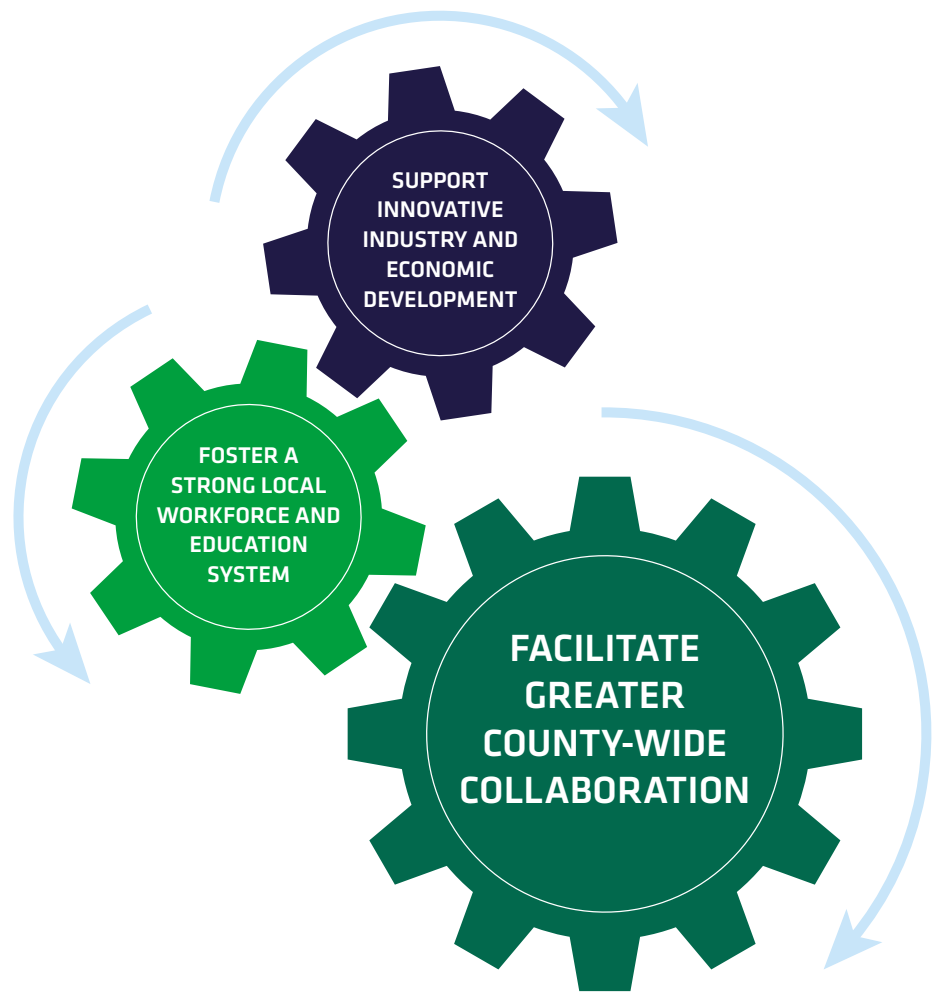 SUPPORT
INNOVATIVE
INDUSTRY AND
ECONOMIC
DEVELOPMENT
FOSTER A
STRONG LOCAL
WORKFORCE AND
EDUCATION
SYSTEM
FACILITATE
GREATER
COUNTY-WIDE
COLLABORATION